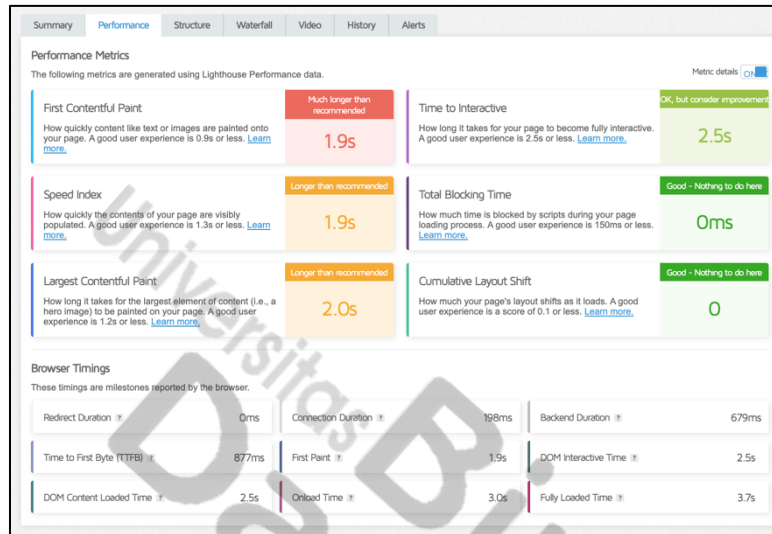 Summary Performance Structure Waterfall Video History Alerts
Performance Metrics
The following metrics are generated using Lighthouse Performance data.
Metric details ON
First Contentful Paint
How quickly content like text or images are painted onto
your page. A good user experience is 0.9s or less. Learn
more.
Much longer than
recommended
1.9s
Time to Interactive
How long it takes for your page to become fully interactive.
A good user experience is 2.5s or less. Learn more.
OK, but consider improvement
2.5s
Speed Index
How quickly the contents of your page are visibly
populated. A good user experience is 1.3s or less. Learn
more.
Longer than recommended
1.9s
Total Blocking Time
How much time is blocked by scripts during your page
loading process. A good user experience is 150ms or less.
Learn more.
Good - Nothing to do here
0ms
Largest Contentful Paint
How long it takes for the largest element of content (i.e., a
hero image) to be painted on your page. A good user
experience is 1.2s or less. Learn more.
Longer than recommended
2.0s
Cumulative Layout Shift
How much your page's layout shifts as it loads. A good
user experience is a score of 0.1 or less. Learn more.
Good - Nothing to do here
0
Browser Timings
These timings are milestones reported by the browser.
Redirect Duration ? 0ms
Connection Duration ? 198ms
Backend Duration ? 679ms
Time to First Byte (TTFB) ? 877ms
First Paint ? 1.9s
DOM Interactive Time ? 2.5s
DOM Content Loaded Time ? 2.5s
Onload Time ? 3.0s
Fully Loaded Time ? 3.7s
Universitas